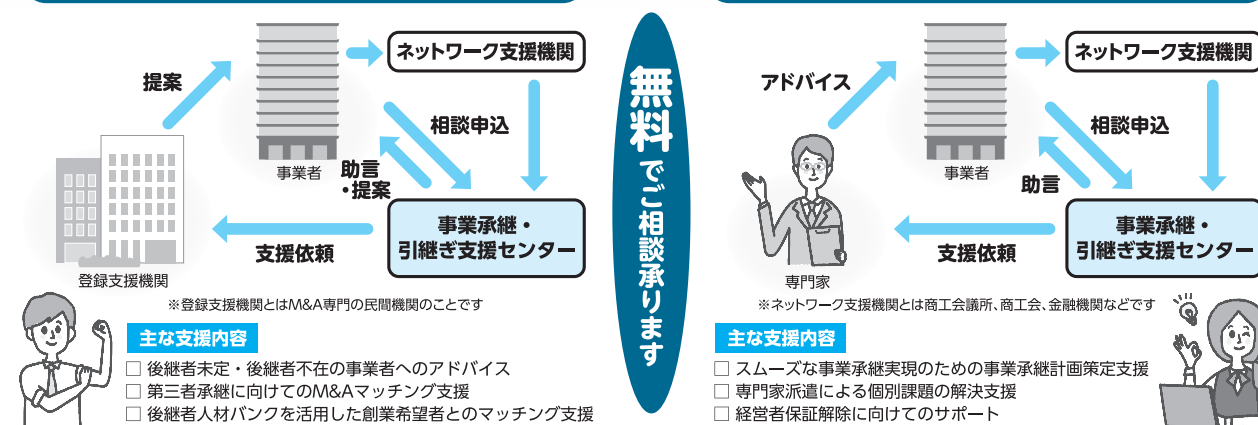 ネットワーク支援機関
提案
相談申込
事業者
助言
・提案
事業承継・
引継ぎ支援センター
支援依頼
登録支援機関
※登録支援機関とはM&A専門の民間機関のことです
主な支援内容
□ 後継者未定・後継者不在の事業者へのアドバイス
□ 第三者承継に向けてのM&Aマッチング支援
□ 後継者人材バンクを活用した創業希望者とのマッチング支援
無料でご相談承ります
ネットワーク支援機関
アドバイス
相談申込
事業者
助言
事業承継・
引継ぎ支援センター
支援依頼
専門家
※ネットワーク支援機関とは商工会議所、商工会、金融機関などです
主な支援内容
□ スムーズな事業承継実現のための事業承継計画策定支援
□ 専門家派遣による個別課題の解決支援
□ 経営者保証解除に向けてのサポート